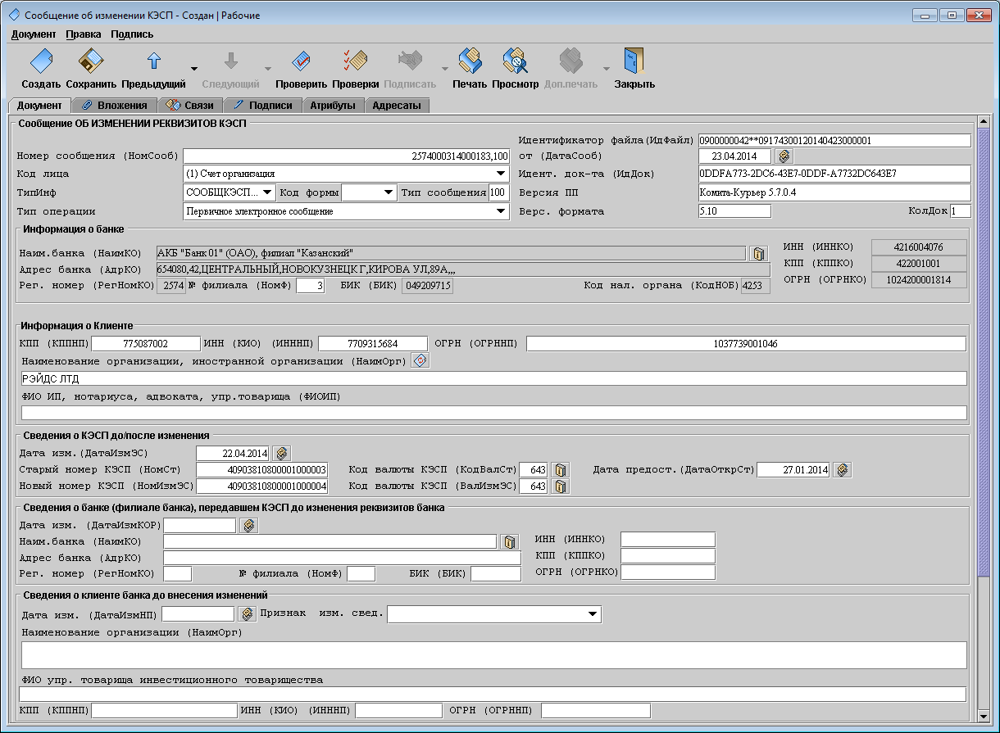 Сообщение об изменении КЭСП - Создан | Рабочие
Документ Правка Подпись
Создать Сохранить Предыдущий Следующий Проверить Проверки Подписать Печать Просмотр Доп.печать Закрыть
Документ Вложения Связи Подписи Атрибуты Адресаты
Сообщение ОБ ИЗМЕНЕНИИ РЕКВИЗИТОВ КЭСП
Идентификатор файла(ИдФайл) 0900000042**09174300120140423000001
Номер сообщения (НомСооб) 2574000314000183,100 от (ДатаСооб) 23.04.2014
Код лица (1) Счет организация Идент. док-та (ИдДок) 0DDFA773-2DC6-43E7-0DDF-A7732DC643E7
ТипИнф СООБЩКЭСП... Код формы Тип сообщения 100 Версия ПП Комита-Курьер 5.7.0.4
Тип операции Первичное электронное сообщение Верс. формата 5.10 КолДок 1
Информация о банке
Наим.банка (НаимКО) АКБ "Банк 01" (ОАО), филиал "Казанский" ИНН (ИННКО) 4216004076
Адрес банка (АдрКО) 654080,42,ЦЕНТРАЛЬНЫЙ,НОВОКУЗНЕЦК Г,КИРОВА УЛ,89А,,, КПП (КППКО) 422001001
Рег. номер (РегНомКО) 2574 № филиала (НомФ) 3 БИК (БИК) 049209715 Код нал. органа (КодНОБ) 4253 ОГРН (ОГРНКО) 1024200001814
Информация о Клиенте
КПП (КППНП) 775087002 ИНН (КИО) (ИНННП) 7709315684 ОГРН (ОГРННП) 1037739001046
Наименование организации, иностранной организации (НаимОрг)
РЭЙДС ЛТД
ФИО ИП, нотариуса, адвоката, упр.товарища (ФИОИП)
Сведения о КЭСП до/после изменения
Дата изм.(ДатаИзмЭС) 22.04.2014
Старый номер КЭСП (НомСт) 40903810800001000003 Код валюты КЭСП (КодВалСт) 643 Дата предост.(ДатаОткрСт) 27.01.2014
Новый номер КЭСП (НомИзмЭС) 40903810800001000004 Код валюты КЭСП (ВалИзмЭС) 643
Сведения о банке (филиале банка), передавшем КЭСП до изменения реквизитов банка
Дата изм. (ДатаИзмКОР)
Наим.банка (НаимКО) ИНН (ИННКО)
Адрес банка (АдрКО) КПП (КППКО)
Рег. номер (РегНомКО) № филиала (НомФ) БИК (БИК) ОГРН (ОГРНКО)
Сведения о клиенте банка до внесения изменений
Дата изм. (ДатаИзмНП) Признак изм. свед.
Наименование организации (НаимОрг)
ФИО упр. товарища инвестиционного товарищества
КПП (КППНП) ИНН (КИО) (ИНННП) ОГРН (ОГРННП)